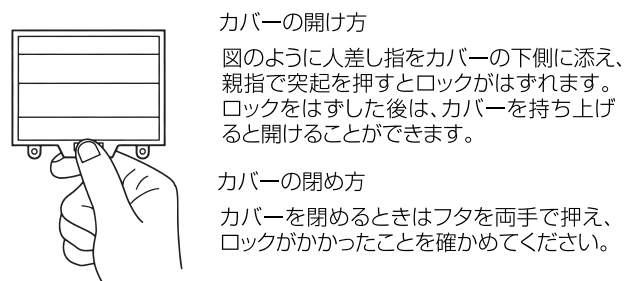 カバーの開け方
図のように人差し指をカバーの下側に添え、
親指で突起を押すとロックがはずれます。
ロックをはずした後は、カバーを持ち上げ
ると開けることができます。
カバーの閉め方
カバーを閉めるときはフタを両手で押え、
ロックがかかったことを確かめてください。